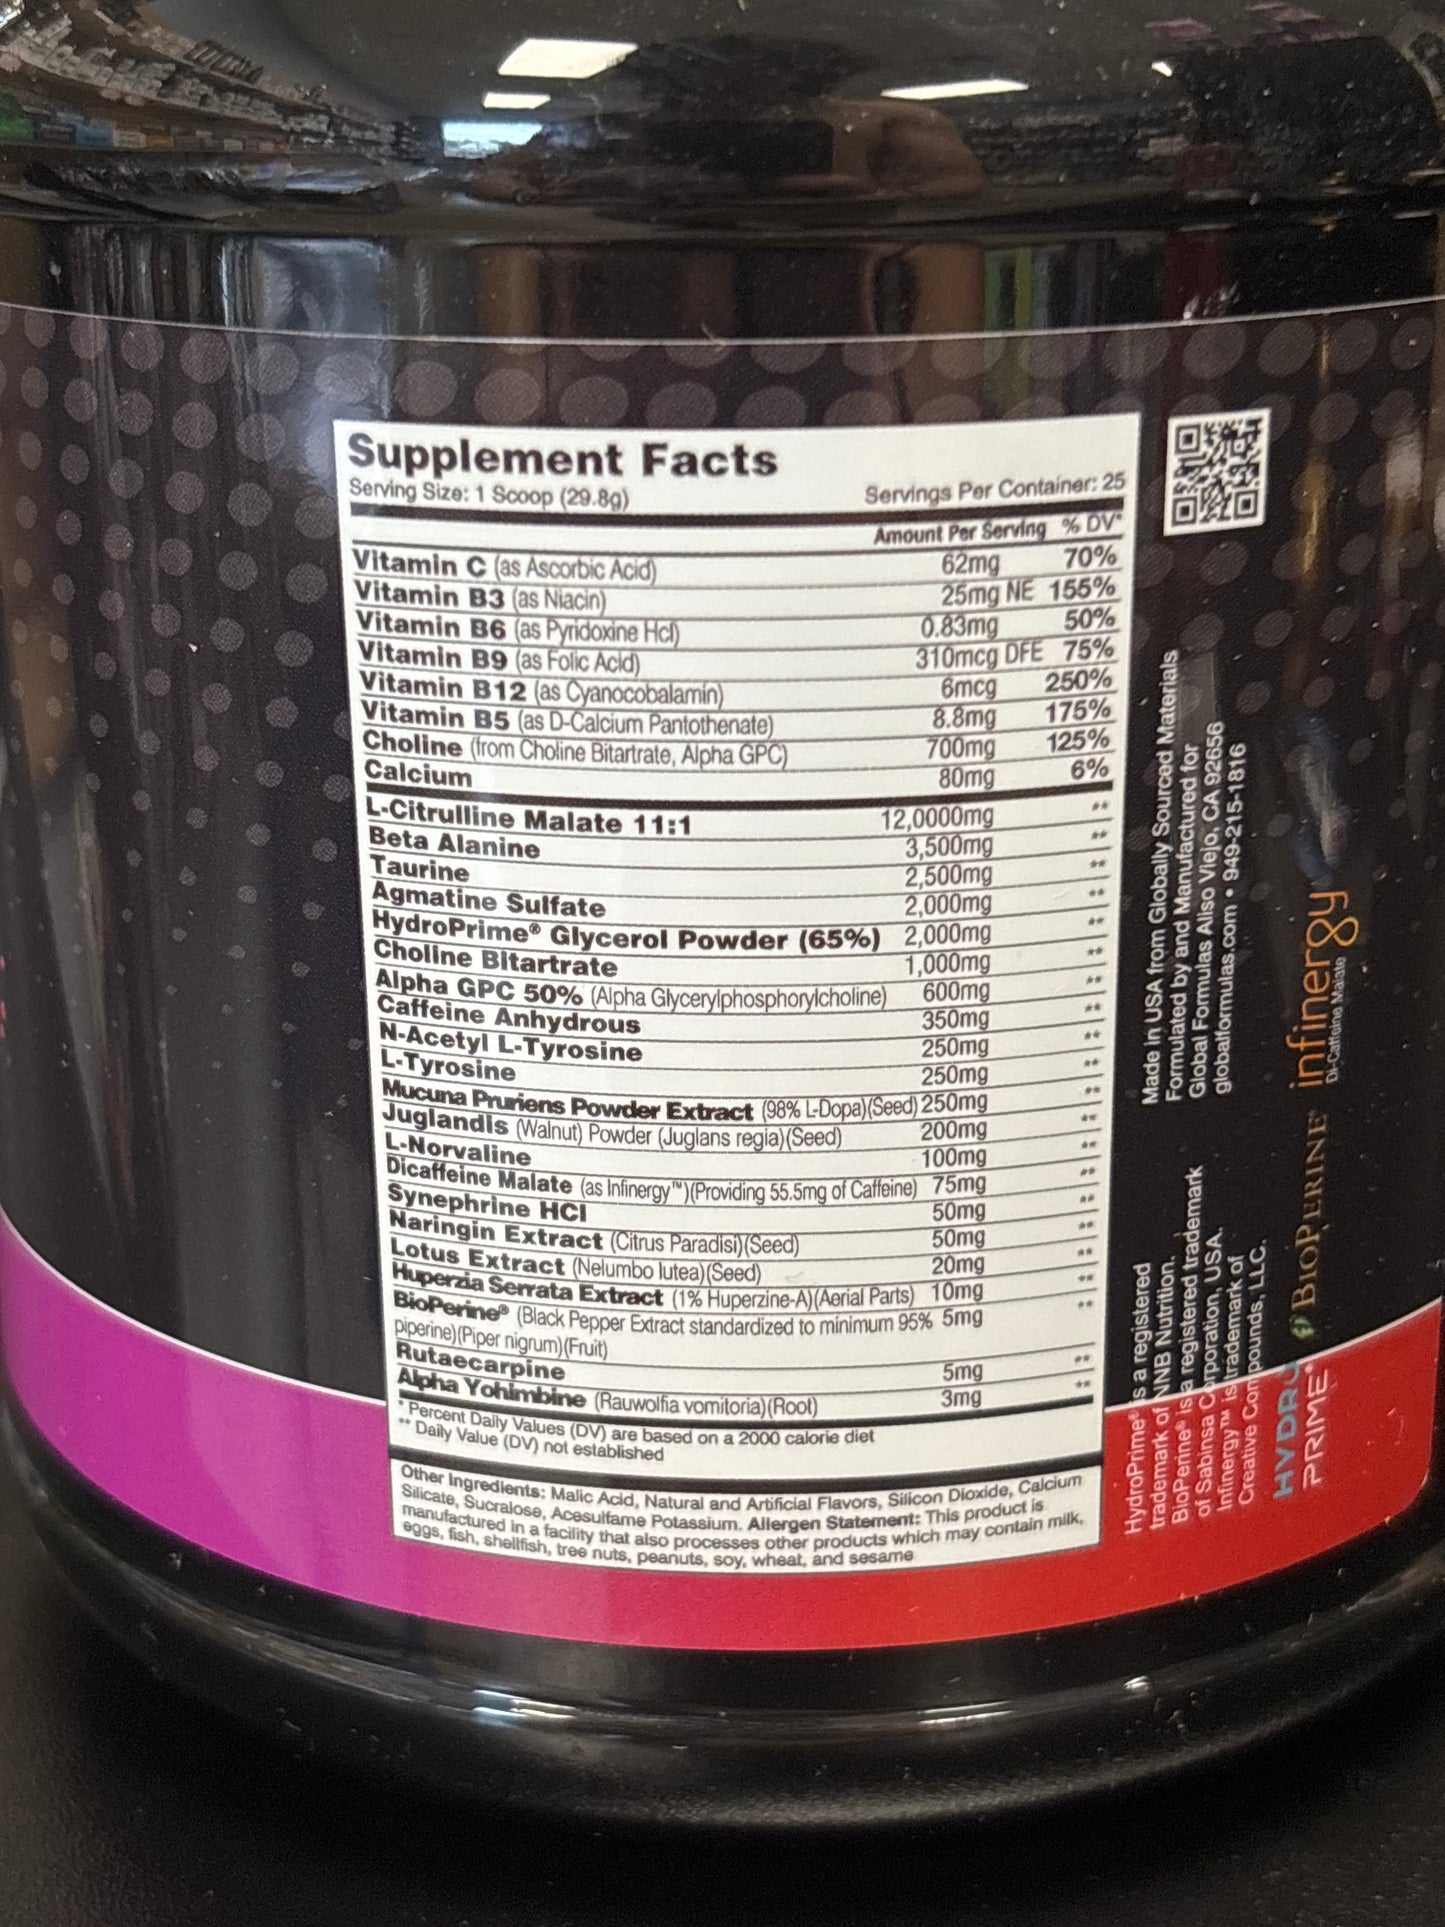 Supplement Facts
Serving Size: 1 Scoop (29.8g) Servings Per Container: 25
Amount Per Serving % DV*
Vitamin C (as Ascorbic Acid) 62mg 70%
Vitamin B3 (as Niacin) 25mg NE 155%
Vitamin B6 (as Pyridoxine Hcl) 0.83mg 50%
Vitamin B9 (as Folic Acid) 310mcg DFE 75%
Vitamin B12 (as Cyanocobalamin) 6mcg 250%
Vitamin B5 (as D-Calcium Pantothenate) 8.8mg 175%
Choline (from Choline Bitartrate, Alpha GPC) 700mg 125%
Calcium 80mg 6%
L-Citrulline Malate 11:1 12,0000mg **
Beta Alanine 3,500mg **
Taurine 2,500mg **
Agmatine Sulfate 2,000mg **
HydroPrime® Glycerol Powder (65%) 2,000mg **
Choline Bitartrate 1,000mg **
Alpha GPC 50% (Alpha Glycerylphosphorylcholine) 600mg **
Caffeine Anhydrous 350mg **
N-Acetyl L-Tyrosine 250mg **
L-Tyrosine 250mg **
Mucuna Pruriens Powder Extract (98% L-Dopa)(Seed) 250mg **
Juglandis (Walnut) Powder (Juglans regia)(Seed) 200mg **
L-Norvaline 100mg **
Dicaffeine Malate (as Infinergy™)(Providing 55.5mg of Caffeine) 75mg **
Synephrine HCl 50mg **
Naringin Extract (Citrus Paradisi)(Seed) 50mg **
Lotus Extract (Nelumbo lutea)(Seed) 20mg **
Huperzia Serrata Extract (1% Huperzine-A)(Aerial Parts) 10mg **
BioPerine® (Black Pepper Extract standardized to minimum 95% 5mg **
piperine)(Piper nigrum)(Fruit)
Rutaecarpine 5mg **
Alpha Yohimbine (Rauwolfia vomitoria)(Root) 3mg **
* Percent Daily Values (DV) are based on a 2000 calorie diet
** Daily Value (DV) not established
Other Ingredients: Malic Acid, Natural and Artificial Flavors, Silicon Dioxide, Calcium
Silicate, Sucralose, Acesulfame Potassium. Allergen Statement: This product is
manufactured in a facility that also processes other products which may contain milk,
eggs, fish, shellfish, tree nuts, peanuts, soy, wheat, and sesame
Made in USA from Globally Sourced Materials
Formulated by and Manufactured for
Global Formulas Aliso Viejo, CA 92656
globalformulas.com • 949-215-1816
HydroPrime® is a registered
trademark of NNB Nutrition.
BioPerine® is a registered trademark
of Sabinsa Corporation, USA.
Infinergy™ is trademark of
Creative Compounds, LLC.
HYDRO
PRIME®
BIOPERINE®
infinergy
Di-Caffeine Malate